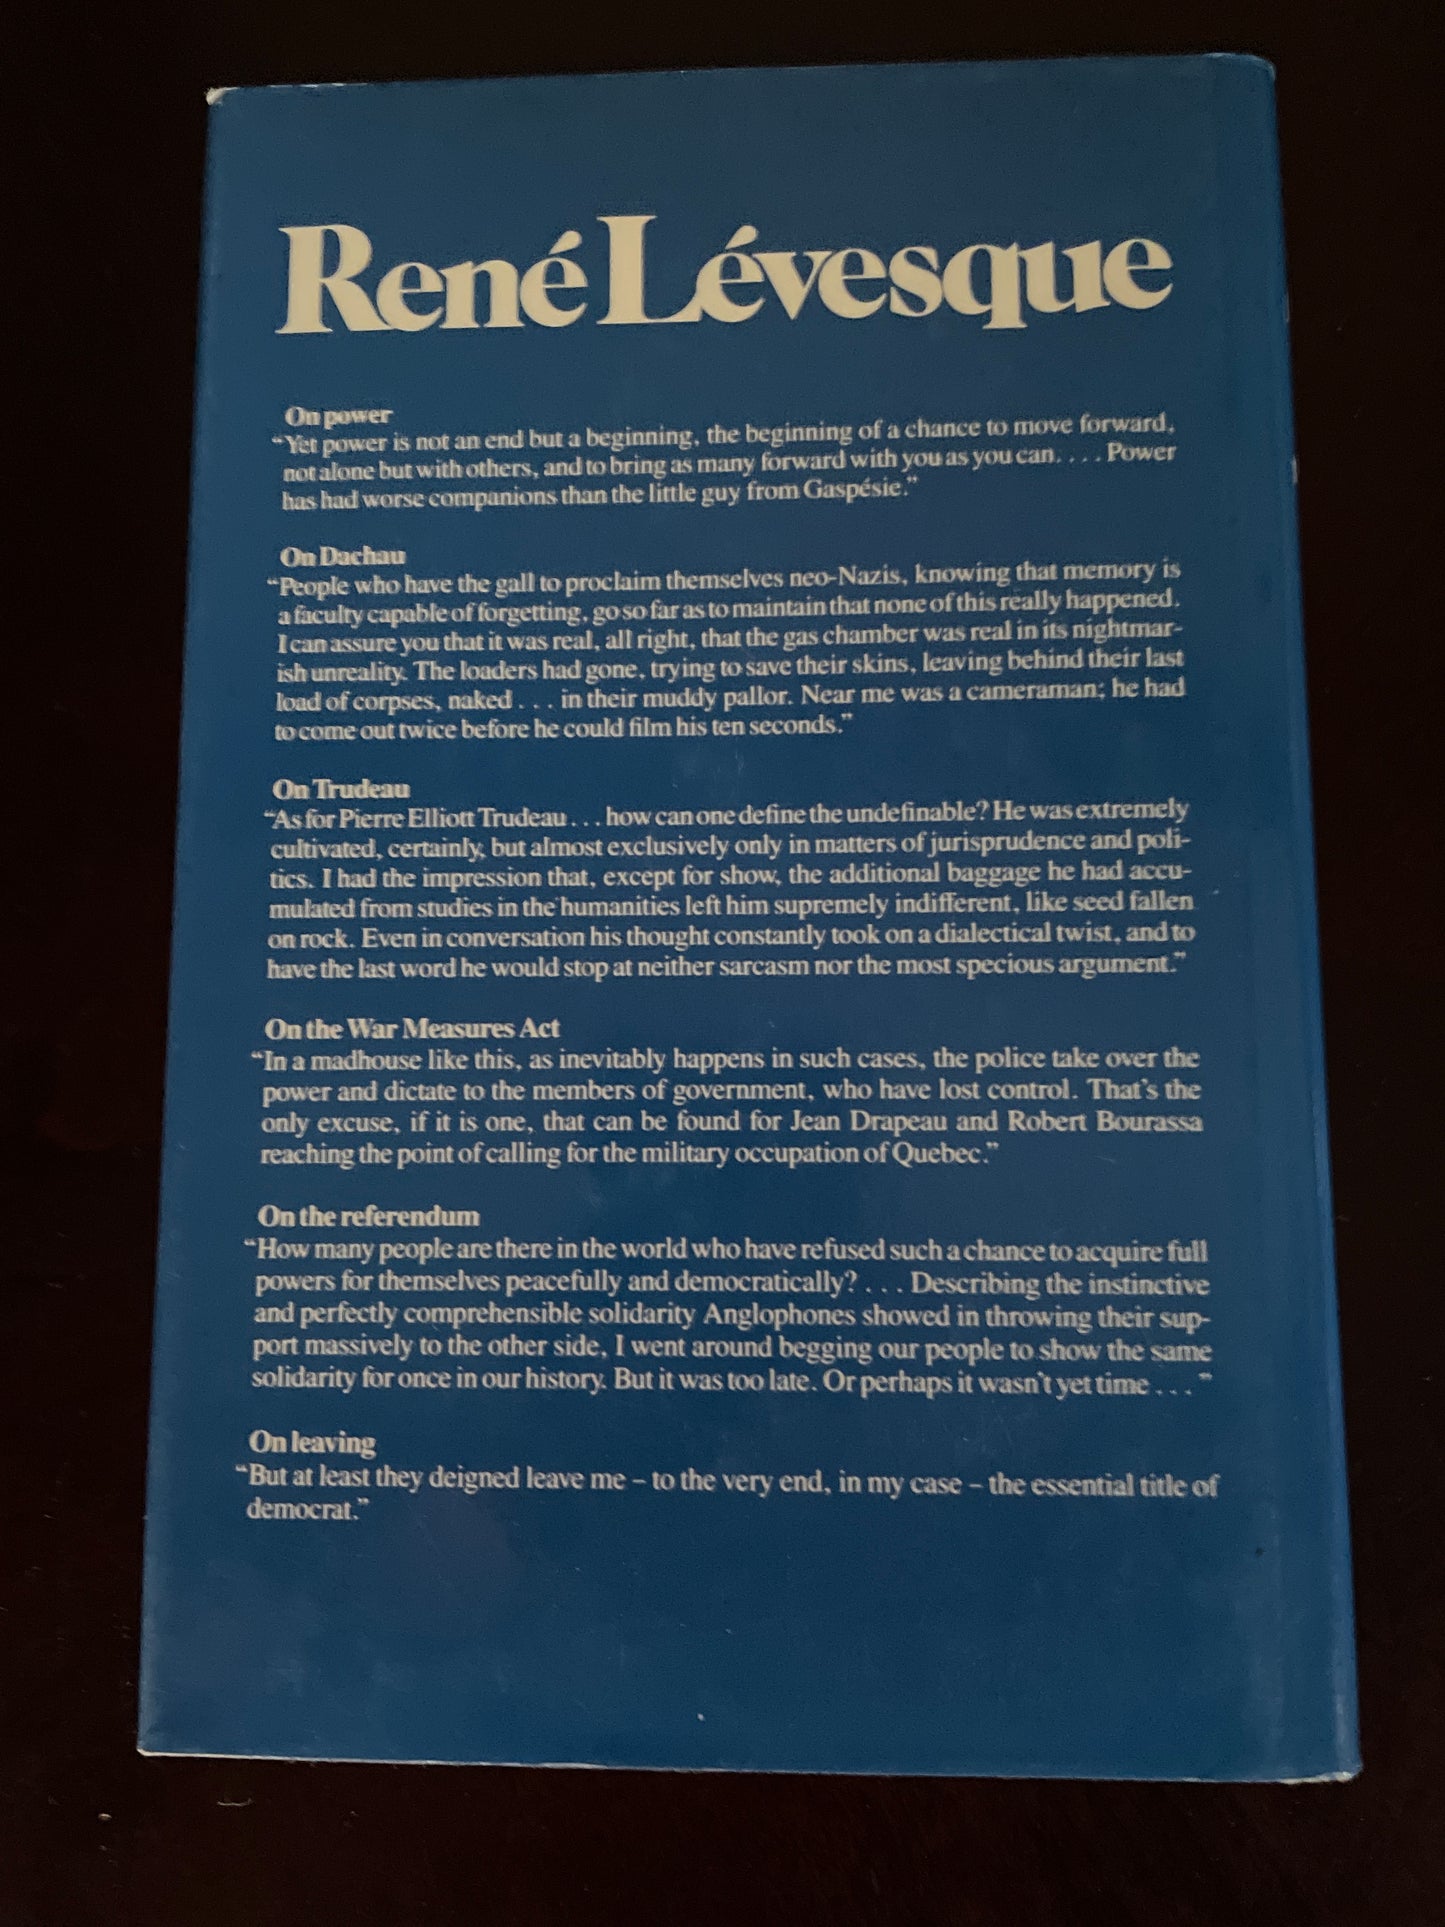 René Lévesque
On power
“Yet power is not an end but a beginning, the beginning of a chance to move forward,
not alone but with others, and to bring as many forward with you as you can. . . . Power
has had worse companions than the little guy from Gaspésie.”
On Dachau
“People who have the gall to proclaim themselves neo-Nazis, knowing that memory is
a faculty capable of forgetting, go so far as to maintain that none of this really happened.
I can assure you that it was real, all right, that the gas chamber was real in its nightmar-
ish unreality. The loaders had gone, trying to save their skins, leaving behind their last
load of corpses, naked . . . in their muddy pallor. Near me was a cameraman; he had
to come out twice before he could film his ten seconds.”
On Trudeau
“As for Pierre Elliott Trudeau . . . how can one define the undefinable? He was extremely
cultivated, certainly, but almost exclusively only in matters of jurisprudence and poli-
tics. I had the impression that, except for show, the additional baggage he had accu-
mulated from studies in the humanities left him supremely indifferent, like seed fallen
on rock. Even in conversation his thought constantly took on a dialectical twist, and to
have the last word he would stop at neither sarcasm nor the most specious argument.”
On the War Measures Act
“In a madhouse like this, as inevitably happens in such cases, the police take over the
power and dictate to the members of government, who have lost control. That’s the
only excuse, if it is one, that can be found for Jean Drapeau and Robert Bourassa
reaching the point of calling for the military occupation of Quebec.”
On the referendum
“How many people are there in the world who have refused such a chance to acquire full
powers for themselves peacefully and democratically? . . . Describing the instinctive
and perfectly comprehensible solidarity Anglophones showed in throwing their sup-
port massively to the other side, I went around begging our people to show the same
solidarity for once in our history. But it was too late. Or perhaps it wasn’t yet time . . . ”
On leaving
“But at least they deigned leave me – to the very end, in my case – the essential title of
democrat.”